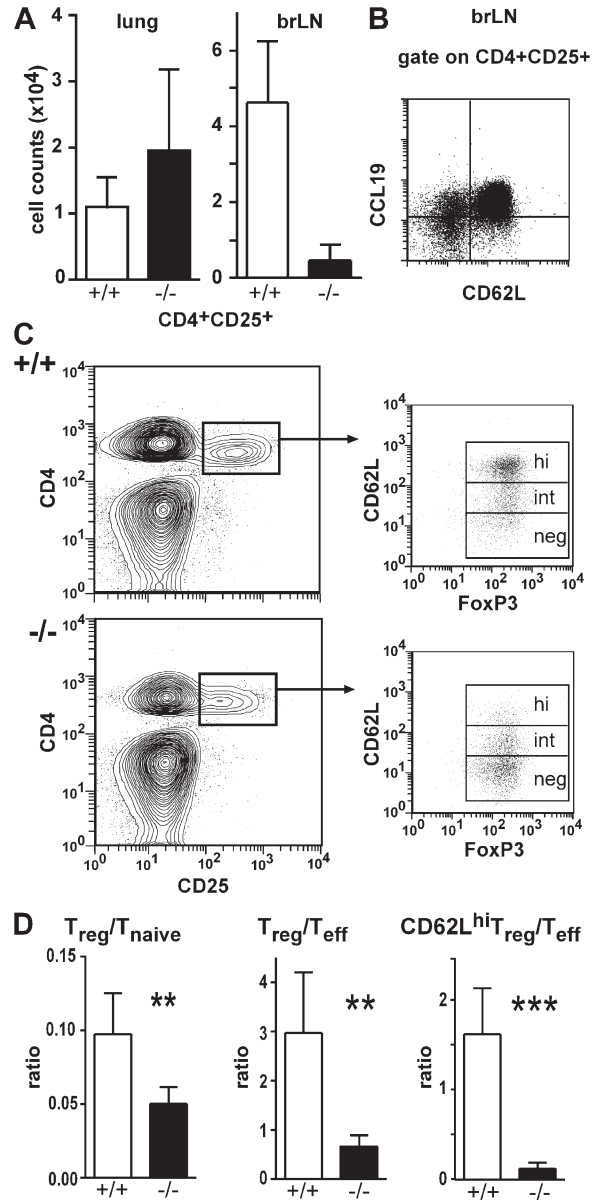 A
lung
brLN
cell counts (x10⁴)
4
3
2
1
0
6
4
2
0
+/+
-/-
+/+
-/-
CD4⁺CD25⁺
B
brLN
gate on CD4+CD25+
CCL19
CD62L
C
+/+
CD4
10⁴
10³
10²
10¹
10⁰
CD62L
10⁴
10³
10²
10¹
10⁰
hi
int
neg
10⁰ 10¹ 10² 10³ 10⁴
FoxP3
-/-
CD4
10⁴
10³
10²
10¹
10⁰
10⁰ 10¹ 10² 10³ 10⁴
CD25
CD62L
10⁴
10³
10²
10¹
10⁰
hi
int
neg
10⁰ 10¹ 10² 10³ 10⁴
FoxP3
D
Treg/Tnaive
Treg/Teff
CD62LhiTreg/Teff
ratio
0.15
0.10
0.05
0.00
**
+/+
-/-
ratio
4
3
2
1
0
**
+/+
-/-
ratio
2
1
0
***
+/+
-/-